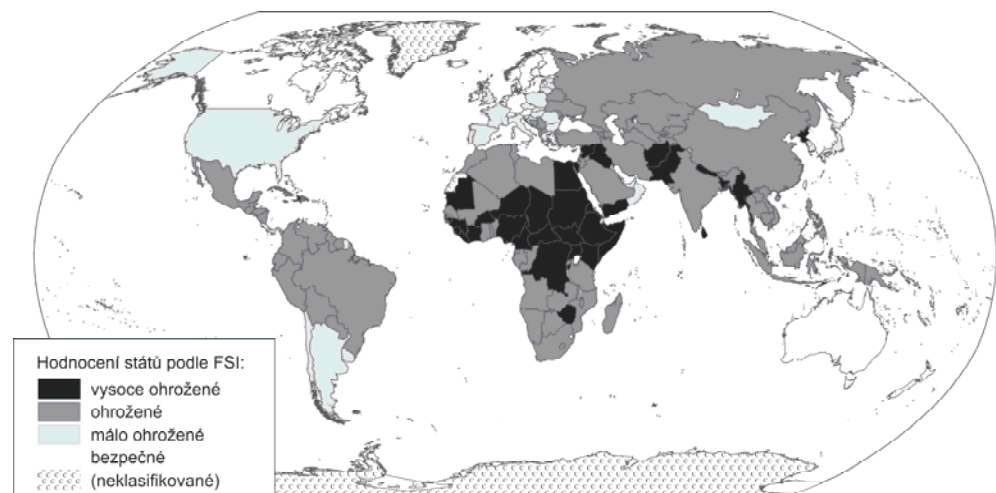 Hodnocení států podle FSI:
vysoce ohrožené
ohrožené
málo ohrožené
bezpečné
(neklasifikované)